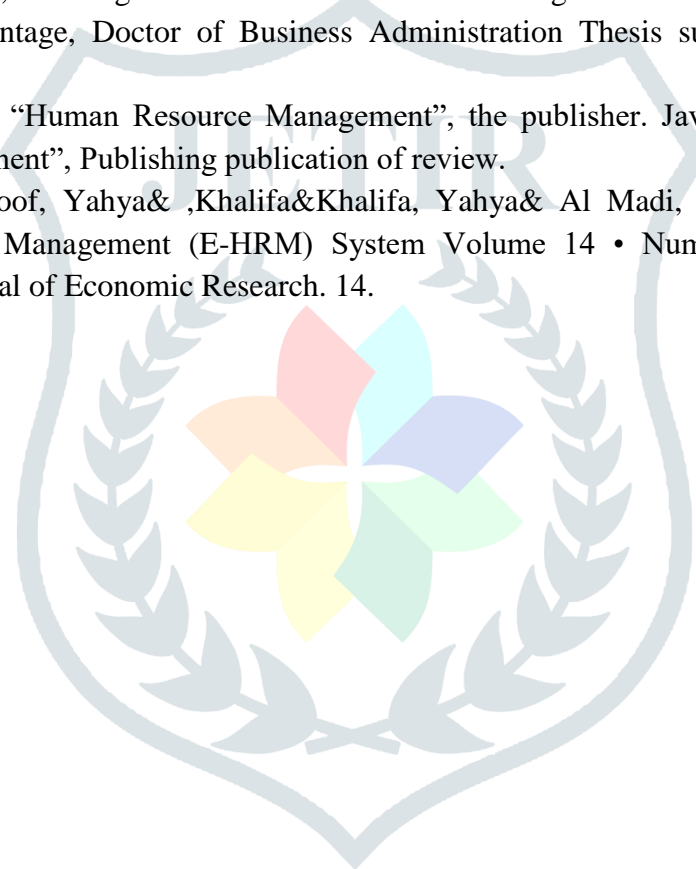 ntage, Doctor of Business Administration Thesis su
“Human Resource Management”, the publisher. Jav
nent”, Publishing publication of review.
oof, Yahya& ,Khalifa&Khalifa, Yahya& Al Madi,
Management (E-HRM) System Volume 14 • Num
al of Economic Research. 14.
JETIR